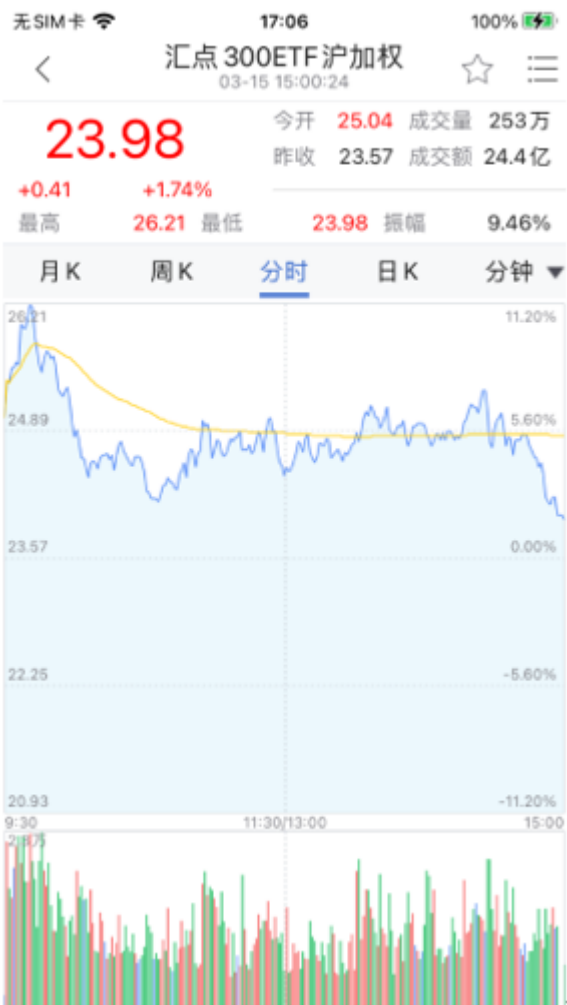 无SIM卡 17:06 100%
汇点300ETF沪加权
03-15 15:00:24
23.98 今开 25.04 成交量 253万
昨收 23.57 成交额 24.4亿
+0.41 +1.74%
最高 26.21 最低 23.98 振幅 9.46%
月K 周K 分时 日K 分钟
26.21 11.20%
24.89 5.60%
23.57 0.00%
22.25 -5.60%
20.93 -11.20%
9:30 11:30/13:00 15:00